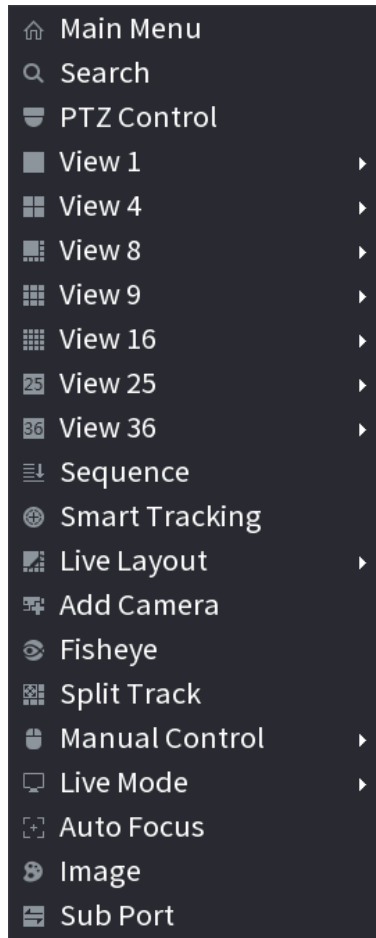 Main Menu
Search
PTZ Control
View 1
View 4
View 8
View 9
View 16
25 View 25
36 View 36
Sequence
Smart Tracking
Live Layout
Add Camera
Fisheye
Split Track
Manual Control
Live Mode
Auto Focus
Image
Sub Port